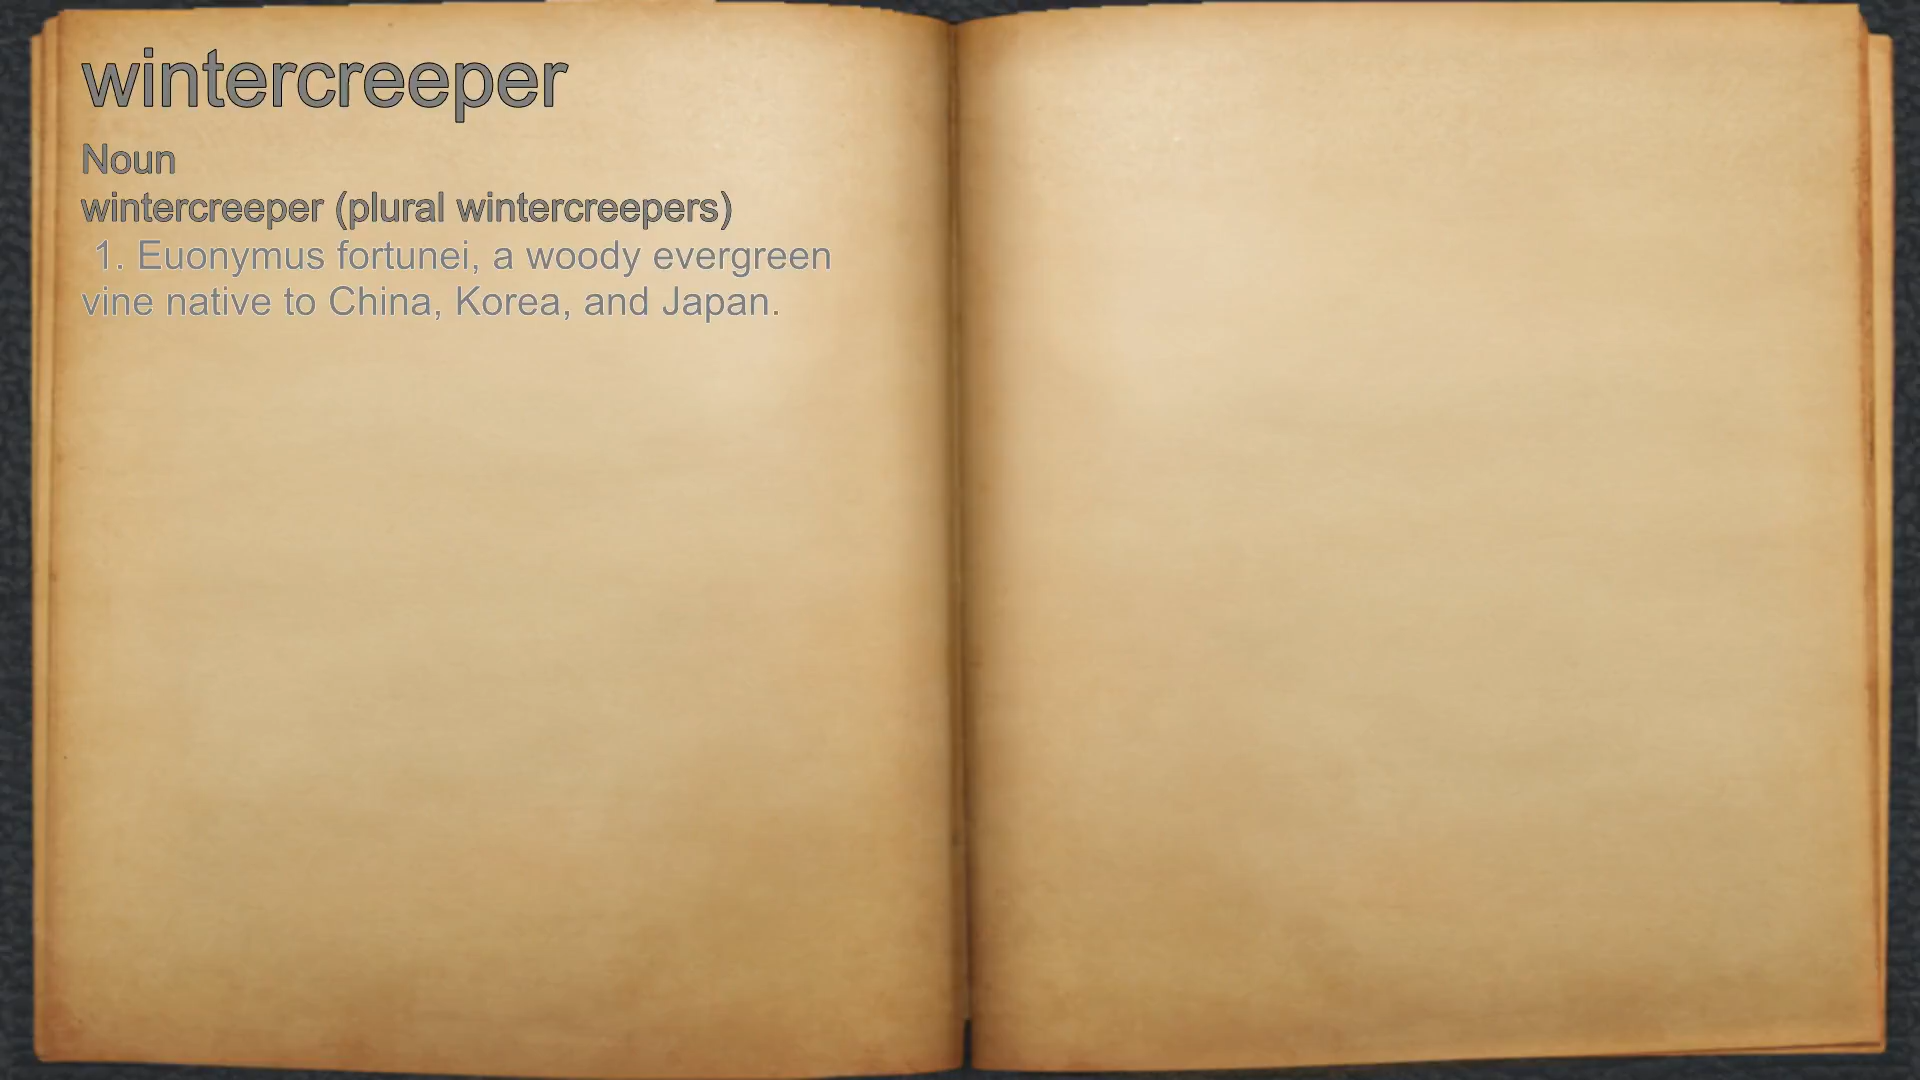 wintercreeper
Noun
wintercreeper (plural wintercreepers)
1. Euonymus fortunei, a woody evergreen
vine native to China, Korea, and Japan.